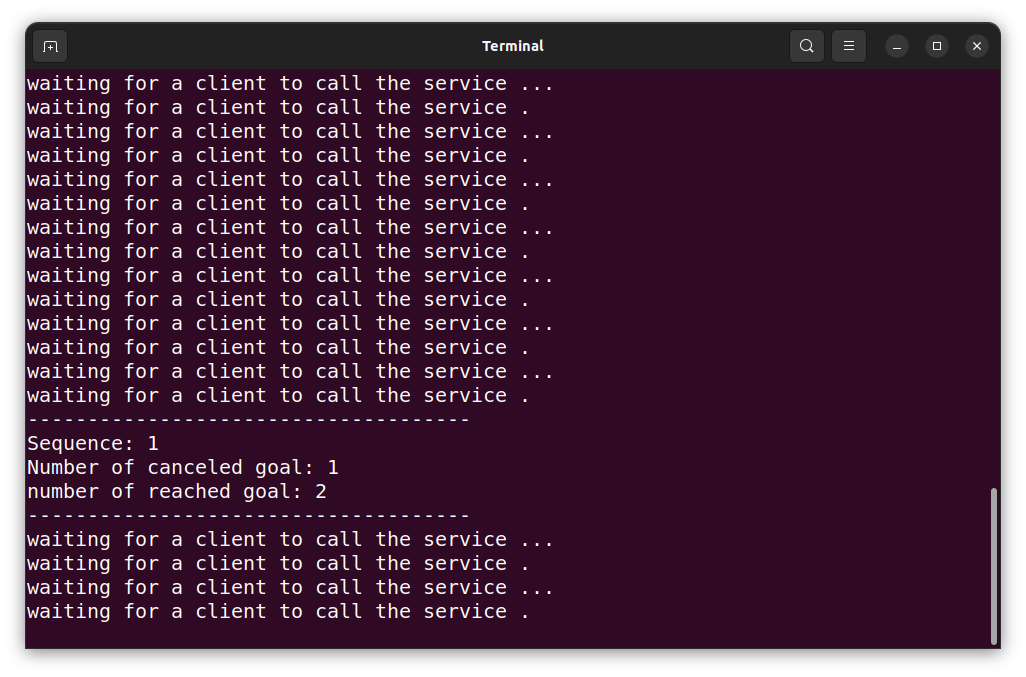 Terminal
waiting for a client to call the service ...
waiting for a client to call the service .
waiting for a client to call the service ...
waiting for a client to call the service .
waiting for a client to call the service ...
waiting for a client to call the service .
waiting for a client to call the service ...
waiting for a client to call the service .
waiting for a client to call the service ...
waiting for a client to call the service .
waiting for a client to call the service ...
waiting for a client to call the service .
waiting for a client to call the service ...
waiting for a client to call the service .
-------------------------------------
Sequence: 1
Number of canceled goal: 1
number of reached goal: 2
-------------------------------------
waiting for a client to call the service ...
waiting for a client to call the service .
waiting for a client to call the service ...
waiting for a client to call the service .